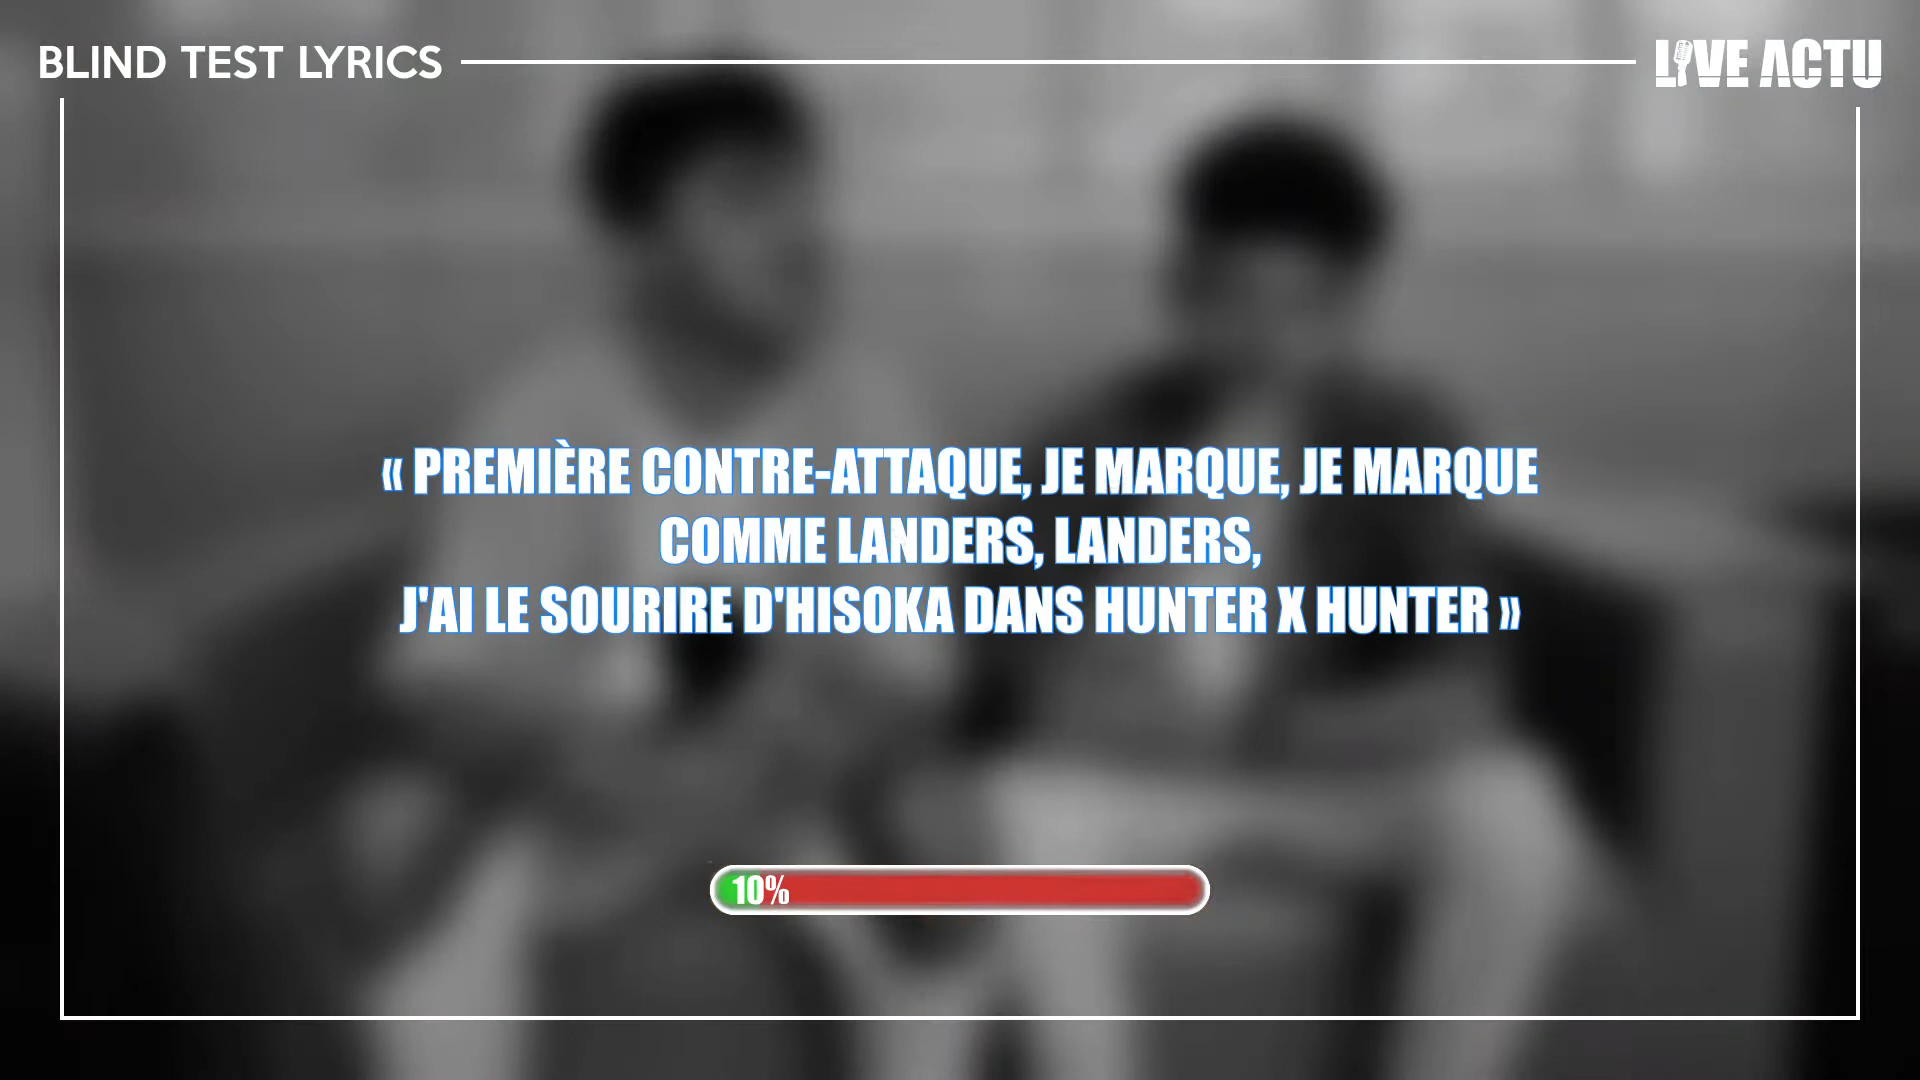 BLIND TEST LYRICS
LIVE ACTU
« PREMIÈRE CONTRE-ATTAQUE, JE MARQUE, JE MARQUE
COMME LANDERS, LANDERS,
J'AI LE SOURIRE D'HISOKA DANS HUNTER X HUNTER »
10%